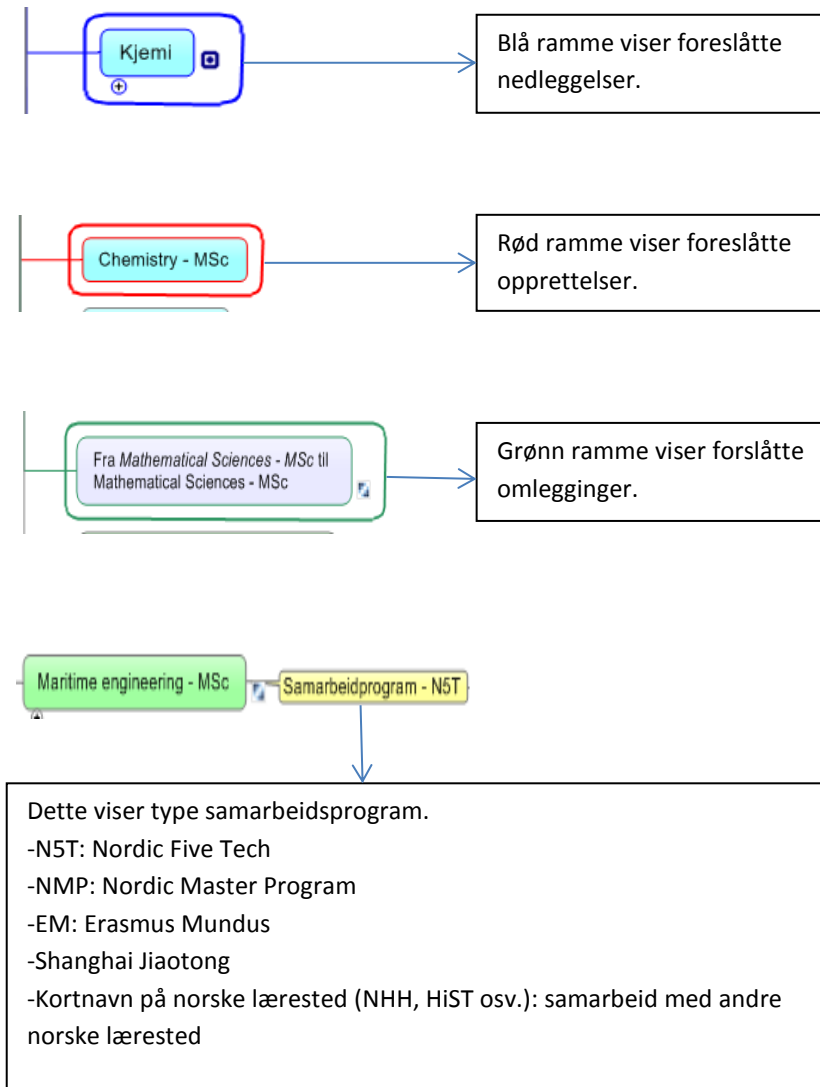 Kjemi
Blå ramme viser foreslåtte
nedleggelser.
Chemistry - MSc
Rød ramme viser foreslåtte
opprettelser.
Fra Mathematical Sciences - MSc til
Mathematical Sciences - MSc
Grønn ramme viser forslåtte
omlegginger.
Maritime engineering - MSc
Samarbeidprogram - N5T
Dette viser type samarbeidsprogram.
-N5T: Nordic Five Tech
-NMP: Nordic Master Program
-EM: Erasmus Mundus
-Shanghai Jiaotong
-Kortnavn på norske lærested (NHH, HiST osv.): samarbeid med andre
norske lærested